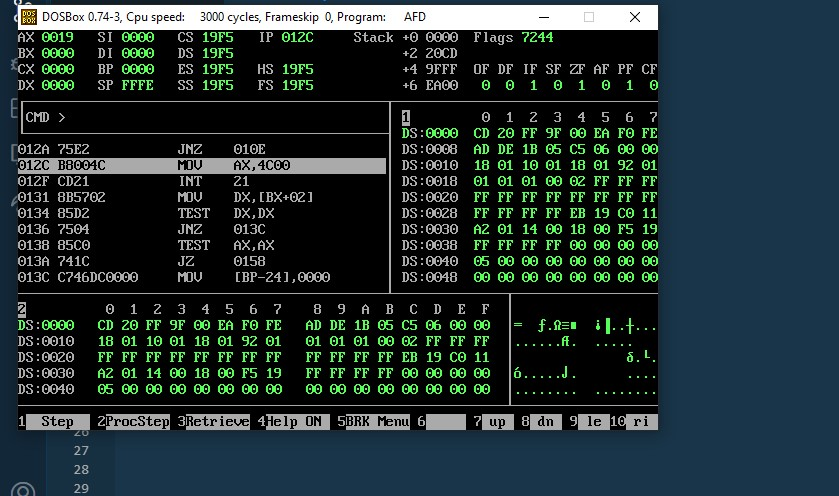 DOSBox 0.74-3, Cpu speed: 3000 cycles, Frameskip 0, Program: AFD
AX 0019 SI 0000 CS 19F5 IP 012C Stack +0 0000 Flags 7244
BX 0000 DI 0000 DS 19F5 +2 20CD
CX 0000 BP 0000 ES 19F5 HS 19F5 +4 9FFF OF DF IF SF ZF AF PF CF
DX 0000 SP FFFE SS 19F5 FS 19F5 +6 EA00 0 0 1 0 1 0 1 0
CMD > 1 0 1 2 3 4 5 6 7
DS:0000 CD 20 FF 9F 00 EA F0 FE
012A 75E2 JNZ 010E DS:0008 AD DE 1B 05 C5 06 00 00
012C B8004C MOV AX,4C00 DS:0010 18 01 10 01 18 01 92 01
012F CD21 INT 21 DS:0018 01 01 01 00 02 FF FF FF
0131 8B5702 MOV DX,[BX+02] DS:0020 FF FF FF FF FF FF FF FF
0134 85D2 TEST DX,DX DS:0028 FF FF FF FF EB 19 C0 11
0136 7504 JNZ 013C DS:0030 A2 01 14 00 18 00 F5 19
0138 85C0 TEST AX,AX DS:0038 FF FF FF FF 00 00 00 00
013A 741C JZ 0158 DS:0040 05 00 00 00 00 00 00 00
013C C746DC0000 MOV [BP-24],0000 DS:0048 00 00 00 00 00 00 00 00
2 0 1 2 3 4 5 6 7 8 9 A B C D E F
DS:0000 CD 20 FF 9F 00 EA F0 FE AD DE 1B 05 C5 06 00 00 = ƒ.Ω≡■ ¡▐..┼...
DS:0010 18 01 10 01 18 01 92 01 01 01 01 00 02 FF FF FF ......Æ. .....
DS:0020 FF FF FF FF FF FF FF FF FF FF FF FF EB 19 C0 11 δ.└.
DS:0030 A2 01 14 00 18 00 F5 19 FF FF FF FF 00 00 00 00 ó.....⌡. ....
DS:0040 05 00 00 00 00 00 00 00 00 00 00 00 00 00 00 00 ........ ........
1 Step 2ProcStep 3Retrieve 4Help ON 5BRK Menu 6 7 up 8 dn 9 le 10 ri
26
27
28
29